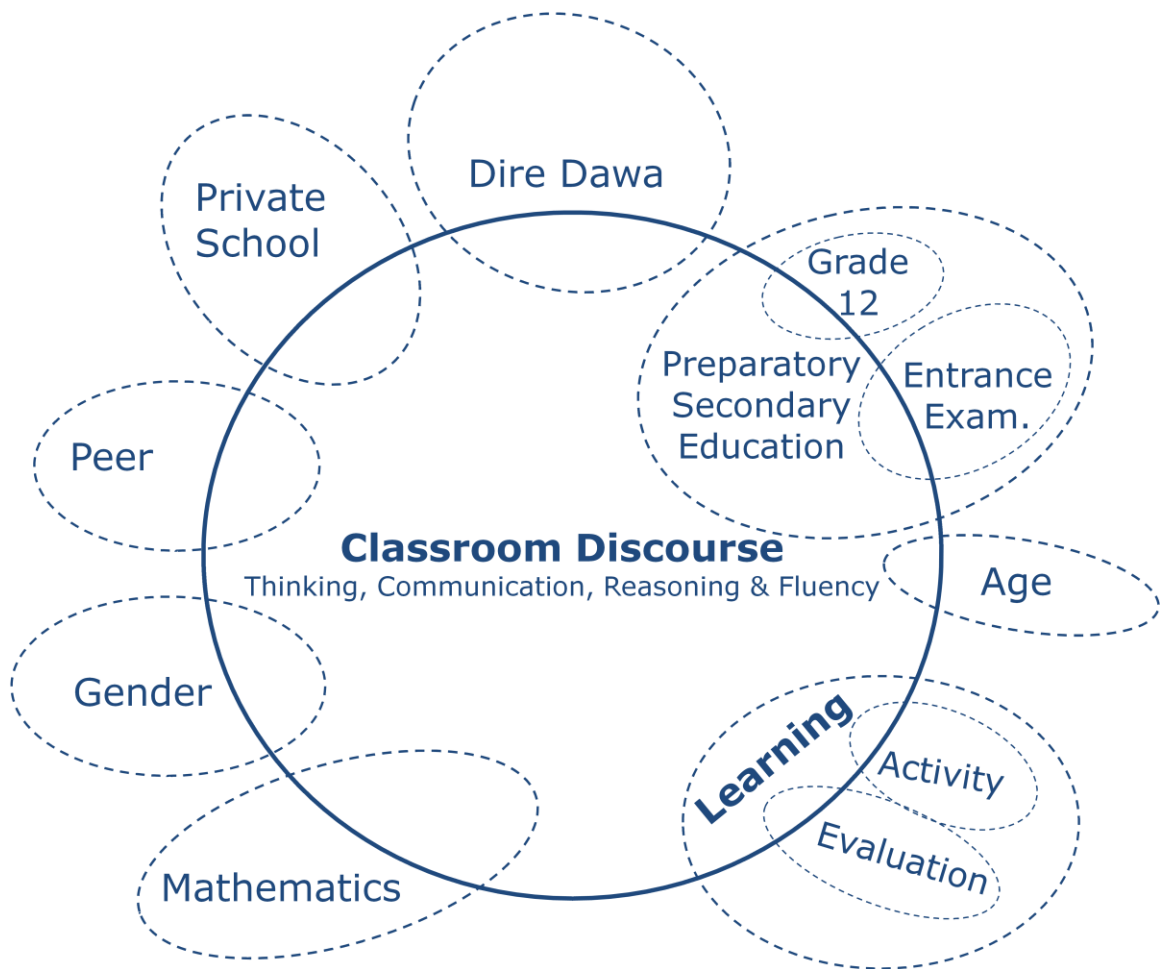 Dire Dawa
Private
School
Grade
12
Preparatory
Secondary
Education
Entrance
Exam.
Peer
Classroom Discourse
Thinking, Communication, Reasoning & Fluency
Age
Gender
Learning
Activity
Evaluation
Mathematics